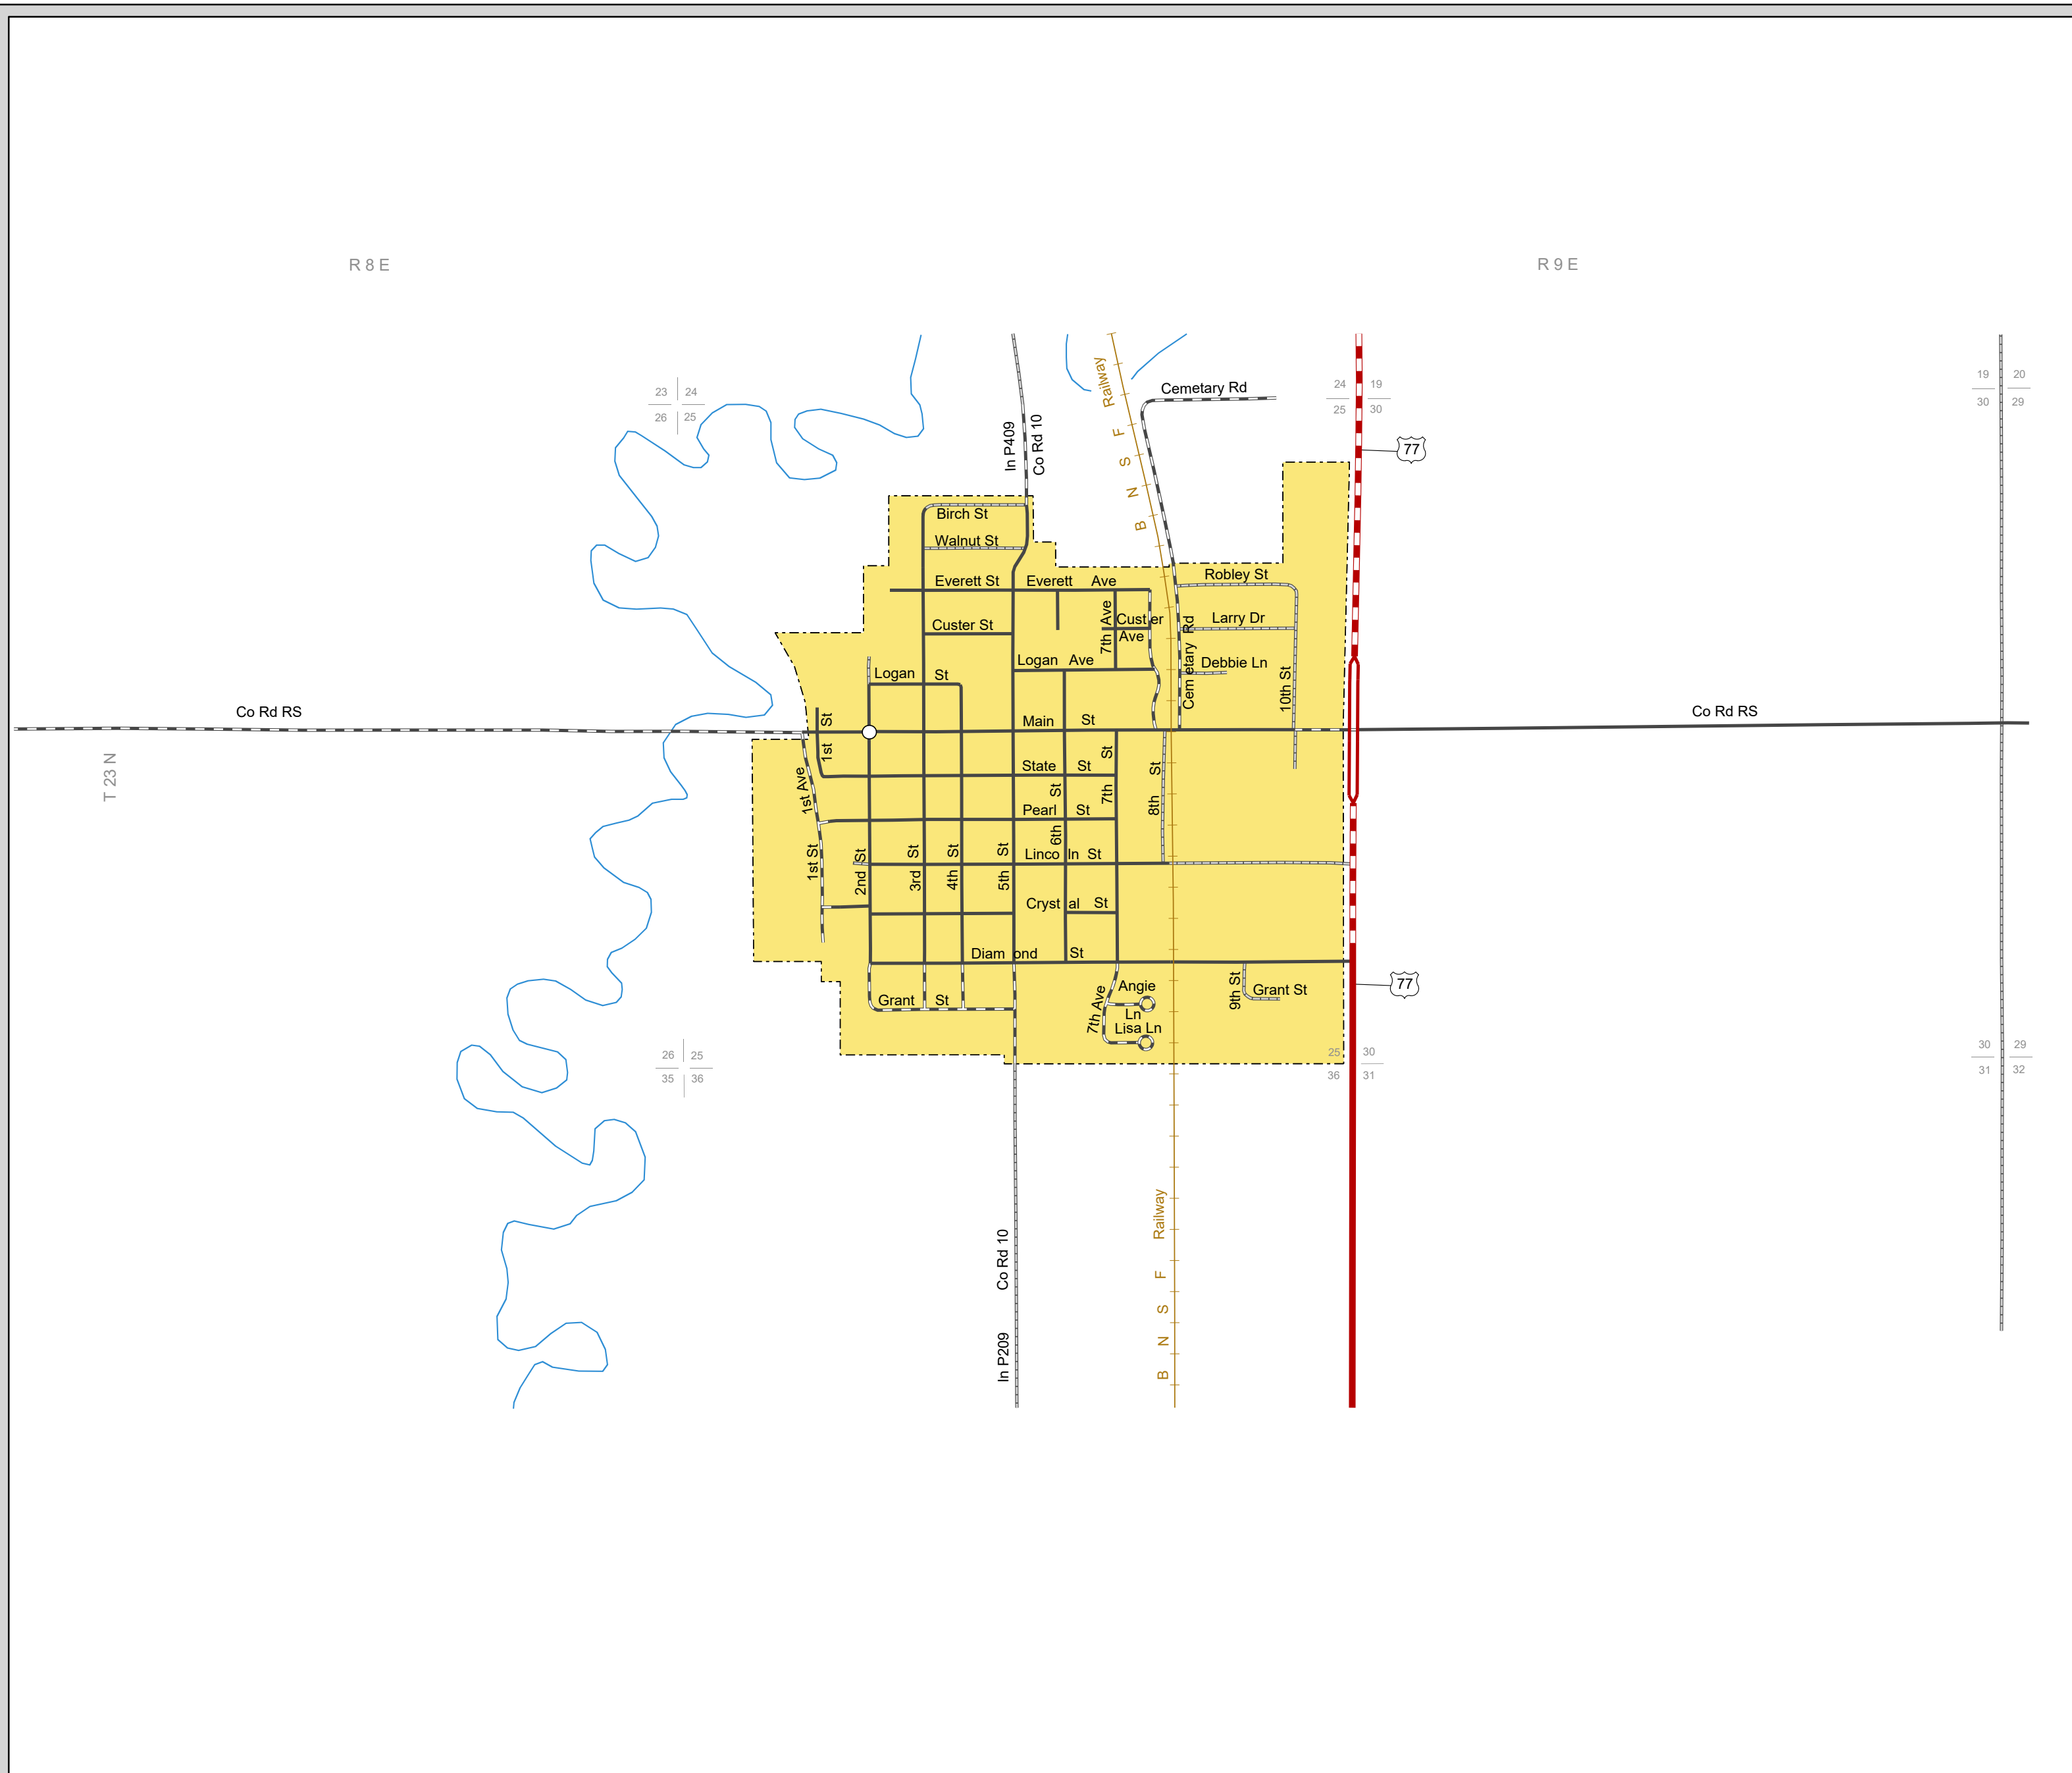 R 8 E
R 9 E
23 24
26 25
24 19
25 30
19 20
30 29
BNSF Railway
Cemetary Rd
In P409
Co Rd 10
77
Birch St
Walnut St
Everett St
Everett Ave
Robley St
7th Ave
Custer Ave
Custer St
Larry Dr
Cemetary Rd
Logan Ave
Debbie Ln
Logan St
10th St
Co Rd RS
1st St
Main St
Co Rd RS
T 23 N
1st Ave
State St
7th St
8th St
6th St
Pearl St
1st St
2nd St
3rd St
4th St
5th St
Lincoln St
Crystal St
Diamond St
7th Ave
Angie Ln
Lisa Ln
9th St
Grant St
77
Grant St
26 25
35 36
25 30
36 31
30 29
31 32
Co Rd 10
In P209
BNSF Railway